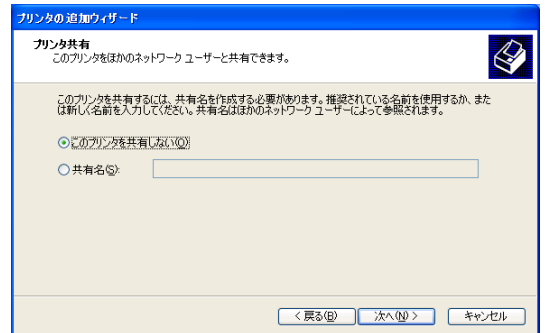 プリンタの追加ウィザード
プリンタ共有
このプリンタをほかのネットワーク ユーザーと共有できます。
このプリンタを共有するには、共有名を作成する必要があります。推奨されている名前を使用するか、また
は新しく名前を入力してください。共有名はほかのネットワーク ユーザーによって参照されます。
このプリンタを共有しない(O)
共有名(S):
< 戻る(B)
次へ(N) >
キャンセル